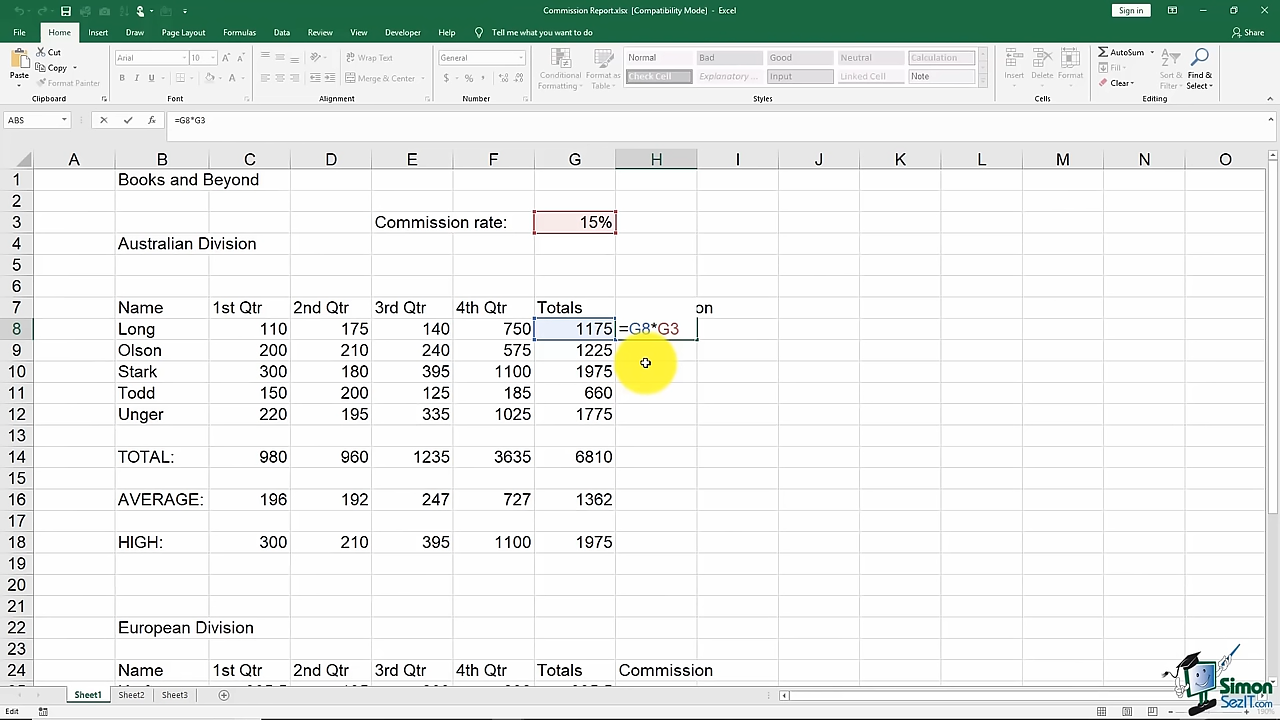 Commission Report.xlsx [Compatibility Mode] - Excel
Sign in
File Home Insert Draw Page Layout Formulas Data Review View Developer Help Tell me what you want to do Share
Paste
Cut
Copy
Format Painter
Clipboard
Arial 10
B I U
Font
Wrap Text
Merge & Center
Alignment
General
$ % ,
Number
Conditional Formatting
Format as Table
Normal Bad Good Neutral Calculation
Check Cell Explanatory... Input Linked Cell Note
Styles
Insert Delete Format
Cells
AutoSum
Fill
Clear
Sort & Filter
Find & Select
Editing
ABS fx =G8*G3
A B C D E F G H I J K L M N O
1 Books and Beyond
2
3 Commission rate: 15%
4 Australian Division
5
6
7 Name 1st Qtr 2nd Qtr 3rd Qtr 4th Qtr Totals on
8 Long 110 175 140 750 1175 =G8*G3
9 Olson 200 210 240 575 1225
10 Stark 300 180 395 1100 1975
11 Todd 150 200 125 185 660
12 Unger 220 195 335 1025 1775
13
14 TOTAL: 980 960 1235 3635 6810
15
16 AVERAGE: 196 192 247 727 1362
17
18 HIGH: 300 210 395 1100 1975
19
20
21
22 European Division
23
24 Name 1st Qtr 2nd Qtr 3rd Qtr 4th Qtr Totals Commission
Sheet1 Sheet2 Sheet3
Edit
Simon
SezIT.com